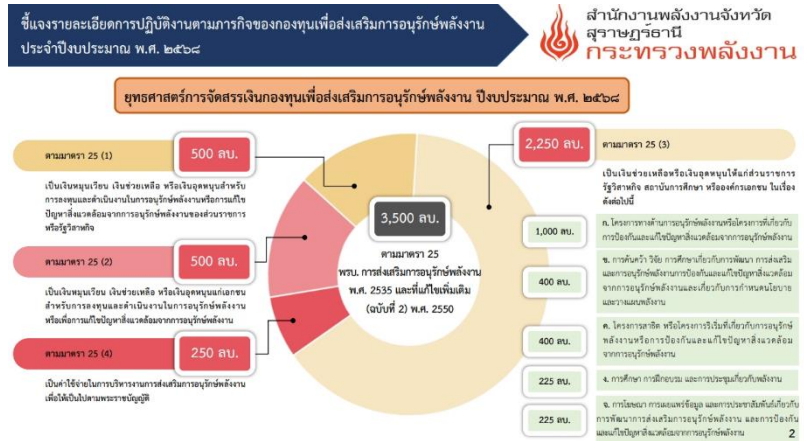 ชี้แจงรายละเอียดการปฏิบัติงานตามภารกิจของกองทุนเพื่อส่งเสริมการอนุรักษ์พลังงาน
ประจำปีงบประมาณ พ.ศ. ๒๕๖๘
สำนักงานพลังงานจังหวัด
สุราษฎร์ธานี
กระทรวงพลังงาน
ยุทธศาสตร์การจัดสรรเงินกองทุนเพื่อส่งเสริมการอนุรักษ์พลังงาน ปีงบประมาณ พ.ศ. ๒๕๖๘
ตามมาตรา 25 (1)
500 ลบ.
เป็นเงินหมุนเวียน เงินช่วยเหลือ หรือเงินอุดหนุนสำหรับ
การลงทุนและดำเนินงานในการอนุรักษ์พลังงานหรือการแก้ไข
ปัญหาสิ่งแวดล้อมจากการอนุรักษ์พลังงานของส่วนราชการ
หรือรัฐวิสาหกิจ
ตามมาตรา 25 (2)
500 ลบ.
เป็นเงินหมุนเวียน เงินช่วยเหลือ หรือเงินอุดหนุนแก่เอกชน
สำหรับการลงทุนและดำเนินงานในการอนุรักษ์พลังงาน
หรือเพื่อการแก้ไขปัญหาสิ่งแวดล้อมจากการอนุรักษ์พลังงาน
ตามมาตรา 25 (4)
250 ลบ.
เป็นค่าใช้จ่ายในการบริหารงานการส่งเสริมการอนุรักษ์พลังงาน
เพื่อให้เป็นไปตามพระราชบัญญัติ
3,500 ลบ.
ตามมาตรา 25
พรบ. การส่งเสริมการอนุรักษ์พลังงาน
พ.ศ. 2535 และที่แก้ไขเพิ่มเติม
(ฉบับที่ 2) พ.ศ. 2550
2,250 ลบ.
ตามมาตรา 25 (3)
เป็นเงินช่วยเหลือหรือเงินอุดหนุนให้แก่ส่วนราชการ
รัฐวิสาหกิจ สถาบันการศึกษา หรือองค์กรเอกชน ในเรื่อง
ดังต่อไปนี้
1,000 ลบ.
ก. โครงการทางด้านการอนุรักษ์พลังงานหรือโครงการที่เกี่ยวกับ
การป้องกันและแก้ไขปัญหาสิ่งแวดล้อมจากการอนุรักษ์พลังงาน
400 ลบ.
ข. การค้นคว้า วิจัย การศึกษาเกี่ยวกับการพัฒนา การส่งเสริม
และการอนุรักษ์พลังงานการป้องกันและแก้ไขปัญหาสิ่งแวดล้อม
จากการอนุรักษ์พลังงานและเกี่ยวกับการกำหนดนโยบาย
และวางแผนพลังงาน
400 ลบ.
ค. โครงการสาธิต หรือโครงการริเริ่มที่เกี่ยวกับการอนุรักษ์
พลังงานหรือการป้องกันและแก้ไขปัญหาสิ่งแวดล้อม
จากการอนุรักษ์พลังงาน
225 ลบ.
ง. การศึกษา การฝึกอบรม และการประชุมเกี่ยวกับพลังงาน
225 ลบ.
จ. การโฆษณา การเผยแพร่ข้อมูล และการประชาสัมพันธ์เกี่ยวกับ
การพัฒนาการส่งเสริมการอนุรักษ์พลังงาน และการป้องกัน
และแก้ไขปัญหาสิ่งแวดล้อมจากการอนุรักษ์พลังงาน
2